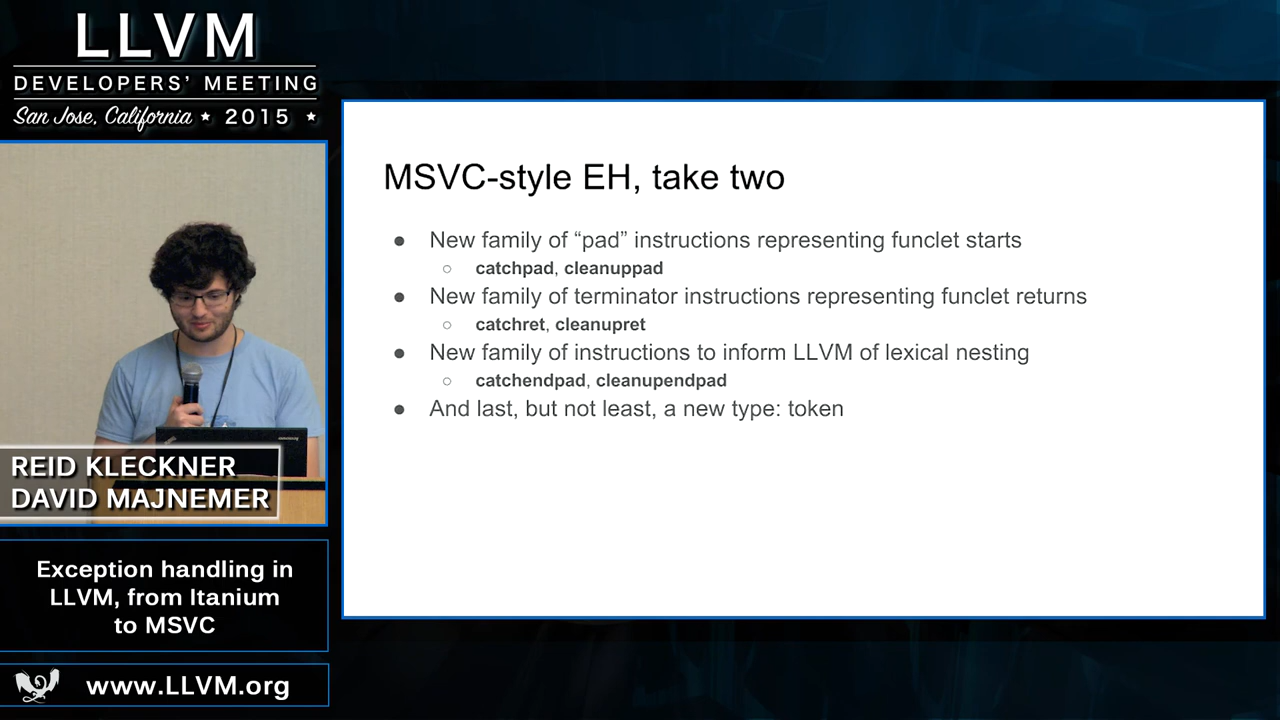 LLVM
DEVELOPERS’ MEETING
San Jose, California ★ 2015 ★
REID KLECKNER
DAVID MAJNEMER
Exception handling in
LLVM, from Itanium
to MSVC
www.LLVM.org
MSVC-style EH, take two
● New family of “pad” instructions representing funclet starts
○ catchpad, cleanuppad
● New family of terminator instructions representing funclet returns
○ catchret, cleanupret
● New family of instructions to inform LLVM of lexical nesting
○ catchendpad, cleanupendpad
● And last, but not least, a new type: token